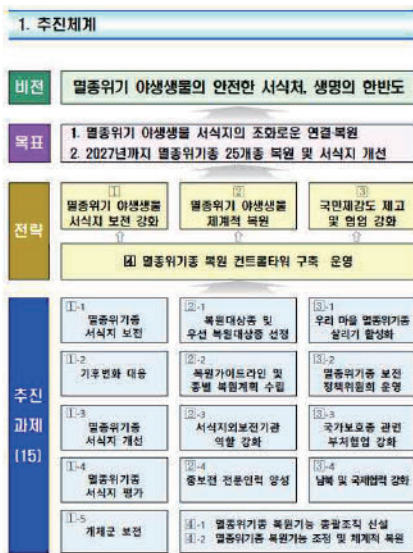 1. 추진체계
비전
멸종위기 야생생물의 안전한 서식처, 생명의 한반도
목표
1. 멸종위기 야생생물 서식지의 조화로운 연결·복원
2. 2027년까지 멸종위기종 25개종 복원 및 서식지 개선
전략
1
멸종위기 야생생물
서식지 보전 강화
2
멸종위기 야생생물
체계적 복원
3
국민체감도 제고
및 협업 강화
4 멸종위기종 복원 컨트롤타워 구축 운영
추진
과제
(15)
1-1
멸종위기종
서식지 보전
2-1
복원대상종 및
우선 복원대상종 선정
3-1
우리 마을 멸종위기종
살리기 활성화
1-2
기후변화 대응
2-2
복원가이드라인 및
종별 복원계획 수립
3-2
멸종위기종 보전
정책위원회 운영
1-3
멸종위기종
서식지 개선
2-3
서식지외보전기관
역할 강화
3-3
국가보호종 관련
부처협업 강화
1-4
멸종위기종
서식지 평가
2-4
종보전 전문인력 양성
3-4
남북 및 국제협력 강화
1-5
개체군 보전
4-1 멸종위기종 복원기능 총괄조직 신설
4-2 멸종위기종 복원기능 조정 및 체계적 복원